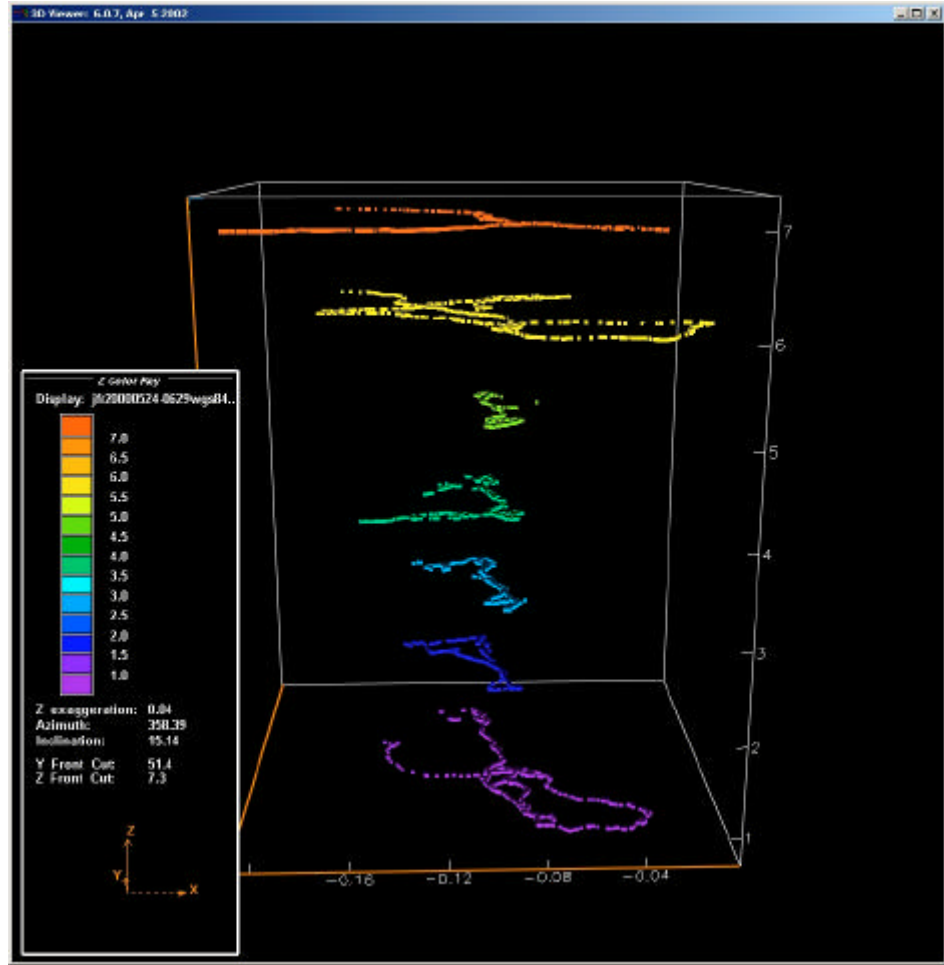 3D Viewer: 6.0.7, Apr 5 2002
7
6
5
4
3
2
1
-0.16
-0.12
-0.08
-0.04
Z Color Key
Display: jfr20000524-0629wgs84..
7.0
6.5
6.0
5.5
5.0
4.5
4.0
3.5
3.0
2.5
2.0
1.5
1.0
Z exaggeration: 0.04
Azimuth: 358.39
Inclination: 15.14
Y Front Cut: 51.4
Z Front Cut: 7.3
Z
Y
X